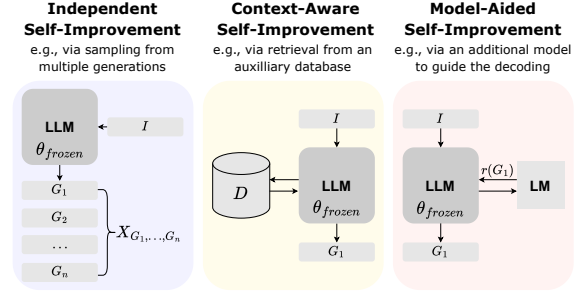 Independent
Self-Improvement
e.g., via sampling from
multiple generations
LLM
θfrozen
I
G1
G2
...
Gn
XG1,...,Gn
Context-Aware
Self-Improvement
e.g., via retrieval from an
auxilliary database
I
D
LLM
θfrozen
G1
Model-Aided
Self-Improvement
e.g., via an additional model
to guide the decoding
I
LLM
θfrozen
r(G1)
LM
G1